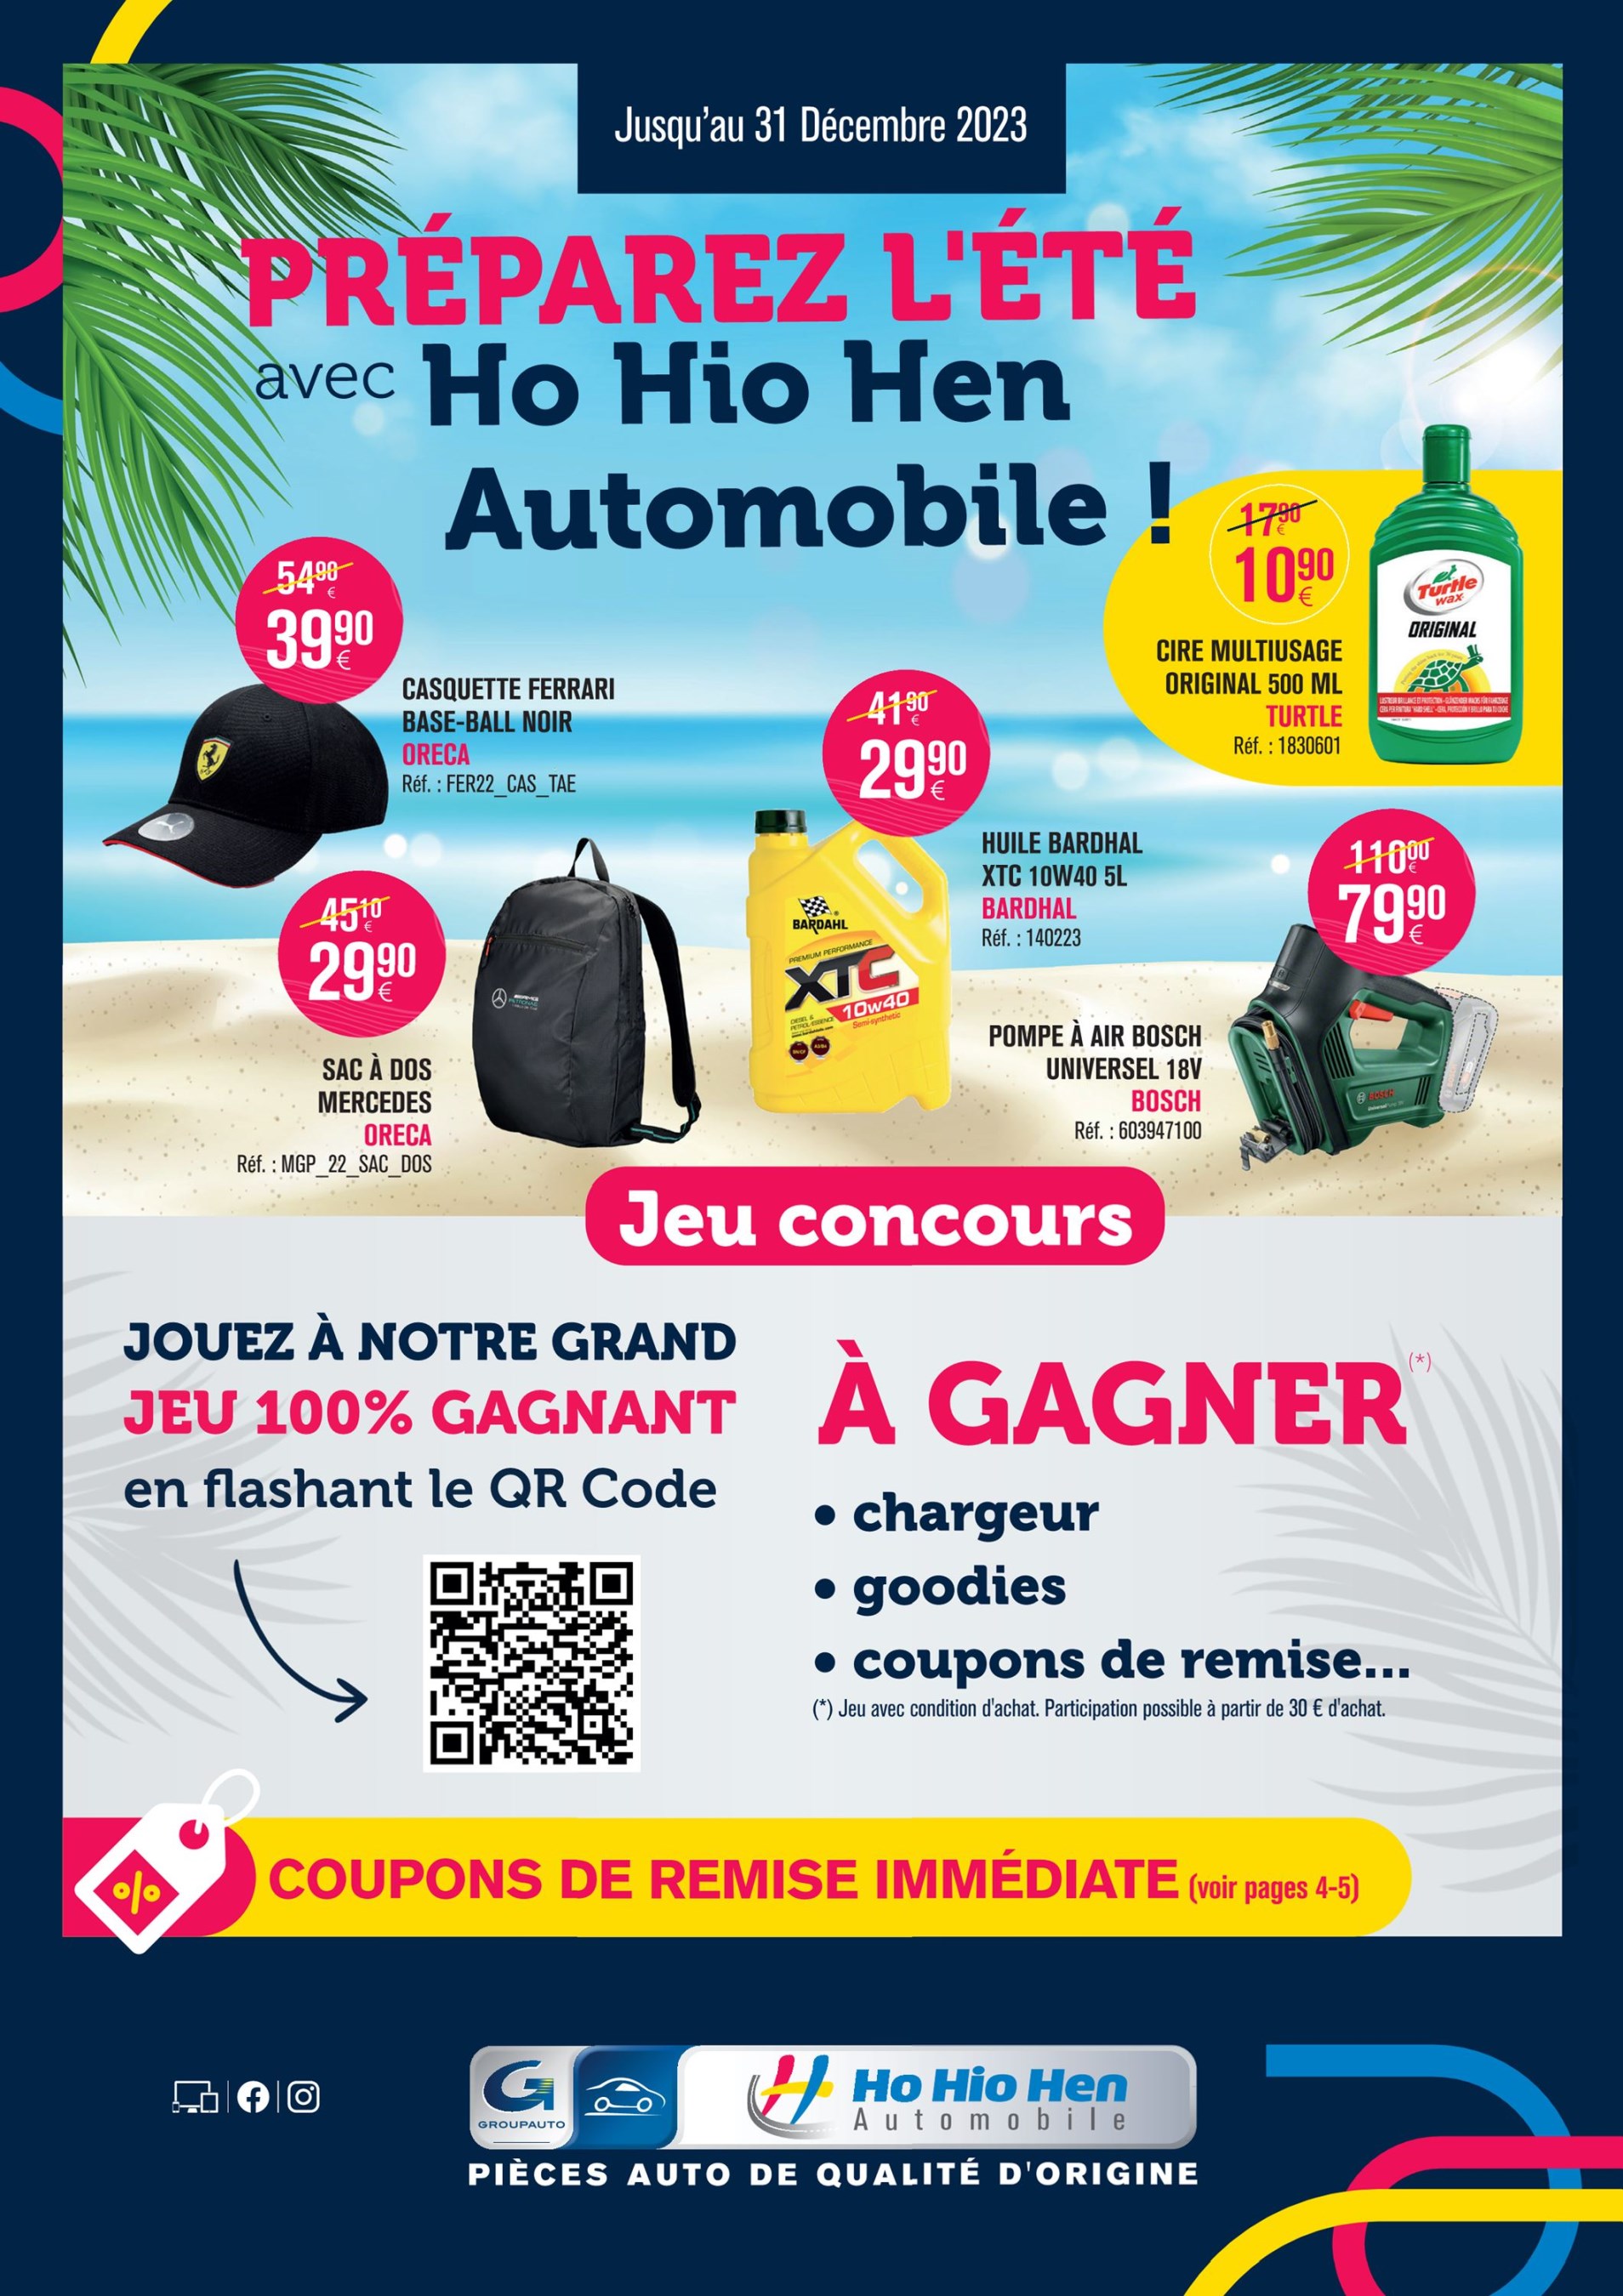 Jusqu'au 31 Décembre 2023
PRÉPAREZ L'ÉTÉ
avec Ho Hio Hen
Automobile !
17€90
10€90
CIRE MULTIUSAGE
ORIGINAL 500 ML
TURTLE
Réf. : 1830601
Turtle
wax
ORIGINAL
54€90
39€90
CASQUETTE FERRARI
BASE-BALL NOIR
ORECA
Réf. : FER22_CAS_TAE
41€90
29€90
HUILE BARDHAL
XTC 10W40 5L
BARDHAL
Réf. : 140223
BARDAHL
PREMIUM PERFORMANCE
XTC
10w40
Semi-synthetic
45€10
29€90
SAC À DOS
MERCEDES
ORECA
Réf. : MGP_22_SAC_DOS
110€00
79€90
POMPE À AIR BOSCH
UNIVERSEL 18V
BOSCH
Réf. : 603947100
BOSCH
Jeu concours
JOUEZ À NOTRE GRAND
JEU 100% GAGNANT
en flashant le QR Code
À GAGNER(*)
• chargeur
• goodies
• coupons de remise...
(*) Jeu avec condition d'achat. Participation possible à partir de 30 € d'achat.
%
COUPONS DE REMISE IMMÉDIATE (voir pages 4-5)
G
GROUPAUTO
Ho Hio Hen
Automobile
PIÈCES AUTO DE QUALITÉ D'ORIGINE